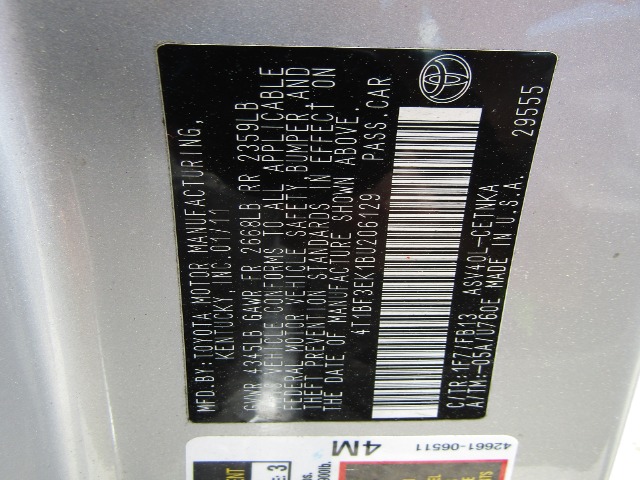 MFD.BY:TOYOTA MOTOR MANUFACTURING,
KENTUCKY INC.01/11
GVWR 4345LB GAWR FR 2668LB RR 2359LB
THIS VEHICLE CONFORMS TO ALL APPLICABLE
FEDERAL MOTOR VEHICLE SAFETY, BUMPER AND
THEFT PREVENTION STANDARDS IN EFFECT ON
THE DATE OF MANUFACTURE SHOWN ABOVE.
4T1BF3EK1BU206129 PASS.CAR
C/TR:1F7/FB13 ASV40L-CETNKA
A/TM:-05A/U760E MADE IN U.S.A.
29555
4M
42661-06511
3